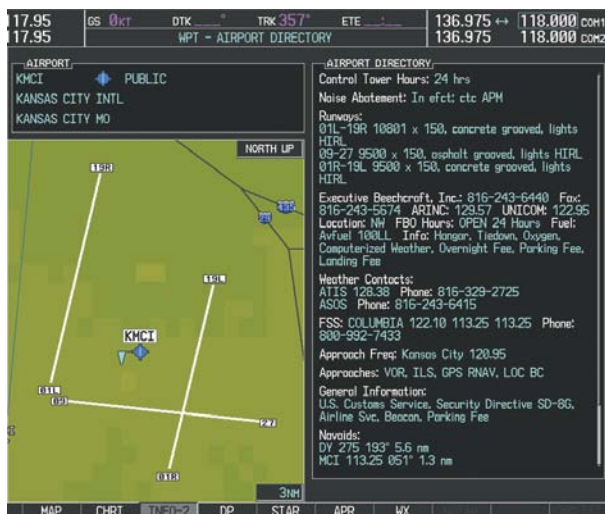 117.95 GS 0KT DTK ___° TRK 357° ETE __:__ 136.975 ↔ 118.000 COM1
17.95 WPT - AIRPORT DIRECTORY 136.975 118.000 COM2
AIRPORT
KMCI PUBLIC
KANSAS CITY INTL
KANSAS CITY MO
NORTH UP
19R
435
29
19L
KMCI
01L
09
27
01R
3NM
AIRPORT DIRECTORY
Control Tower Hours: 24 hrs
Noise Abatement: In efct: ctc APM
Runways:
01L-19R 10801 x 150, concrete grooved, lights
HIRL
09-27 9500 x 150, asphalt grooved, lights HIRL
01R-19L 9500 x 150, concrete grooved, lights
HIRL
Executive Beechcraft, Inc.: 816-243-6440 Fax:
816-243-5674 ARINC: 129.57 UNICOM: 122.95
Location: NW FBO Hours: OPEN 24 Hours Fuel:
Avfuel 100LL Info: Hangar, Tiedown, Oxygen,
Computerized Weather, Overnight Fee, Parking Fee,
Landing Fee
Weather Contacts:
ATIS 128.38 Phone: 816-329-2725
ASOS Phone: 816-243-6415
FSS: COLUMBIA 122.10 113.25 113.25 Phone:
800-992-7433
Approach Freq: Kansas City 120.95
Approaches: VOR, ILS, GPS RNAV, LOC BC
General Information:
U.S. Customs Service, Security Directive SD-8G,
Airline Svc, Beacon, Parking Fee
Navaids:
DY 275 193° 5.6 nm
MCI 113.25 051° 1.3 nm
MAP CHRT INFO-2 DP STAR APR WX